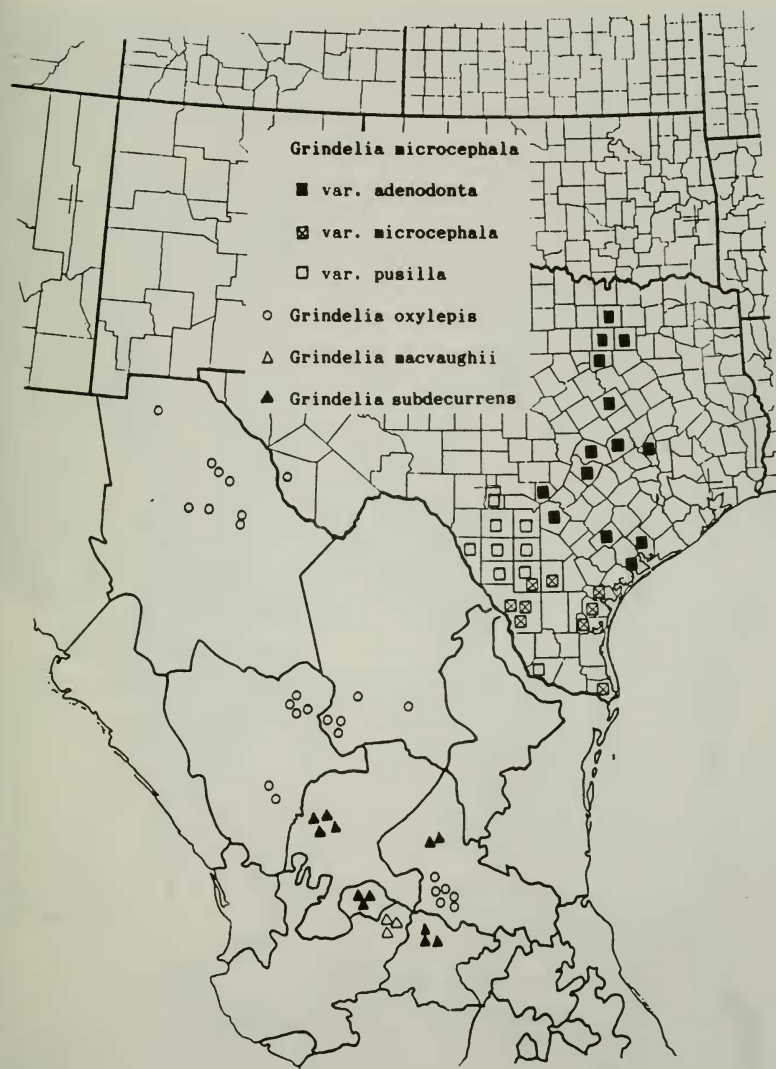 Grindelia microcephala
var. adenodonta
var. microcephala
var. pusilla
Grindelia oxylepis
Grindelia macvaughii
Grindelia subdecurrens